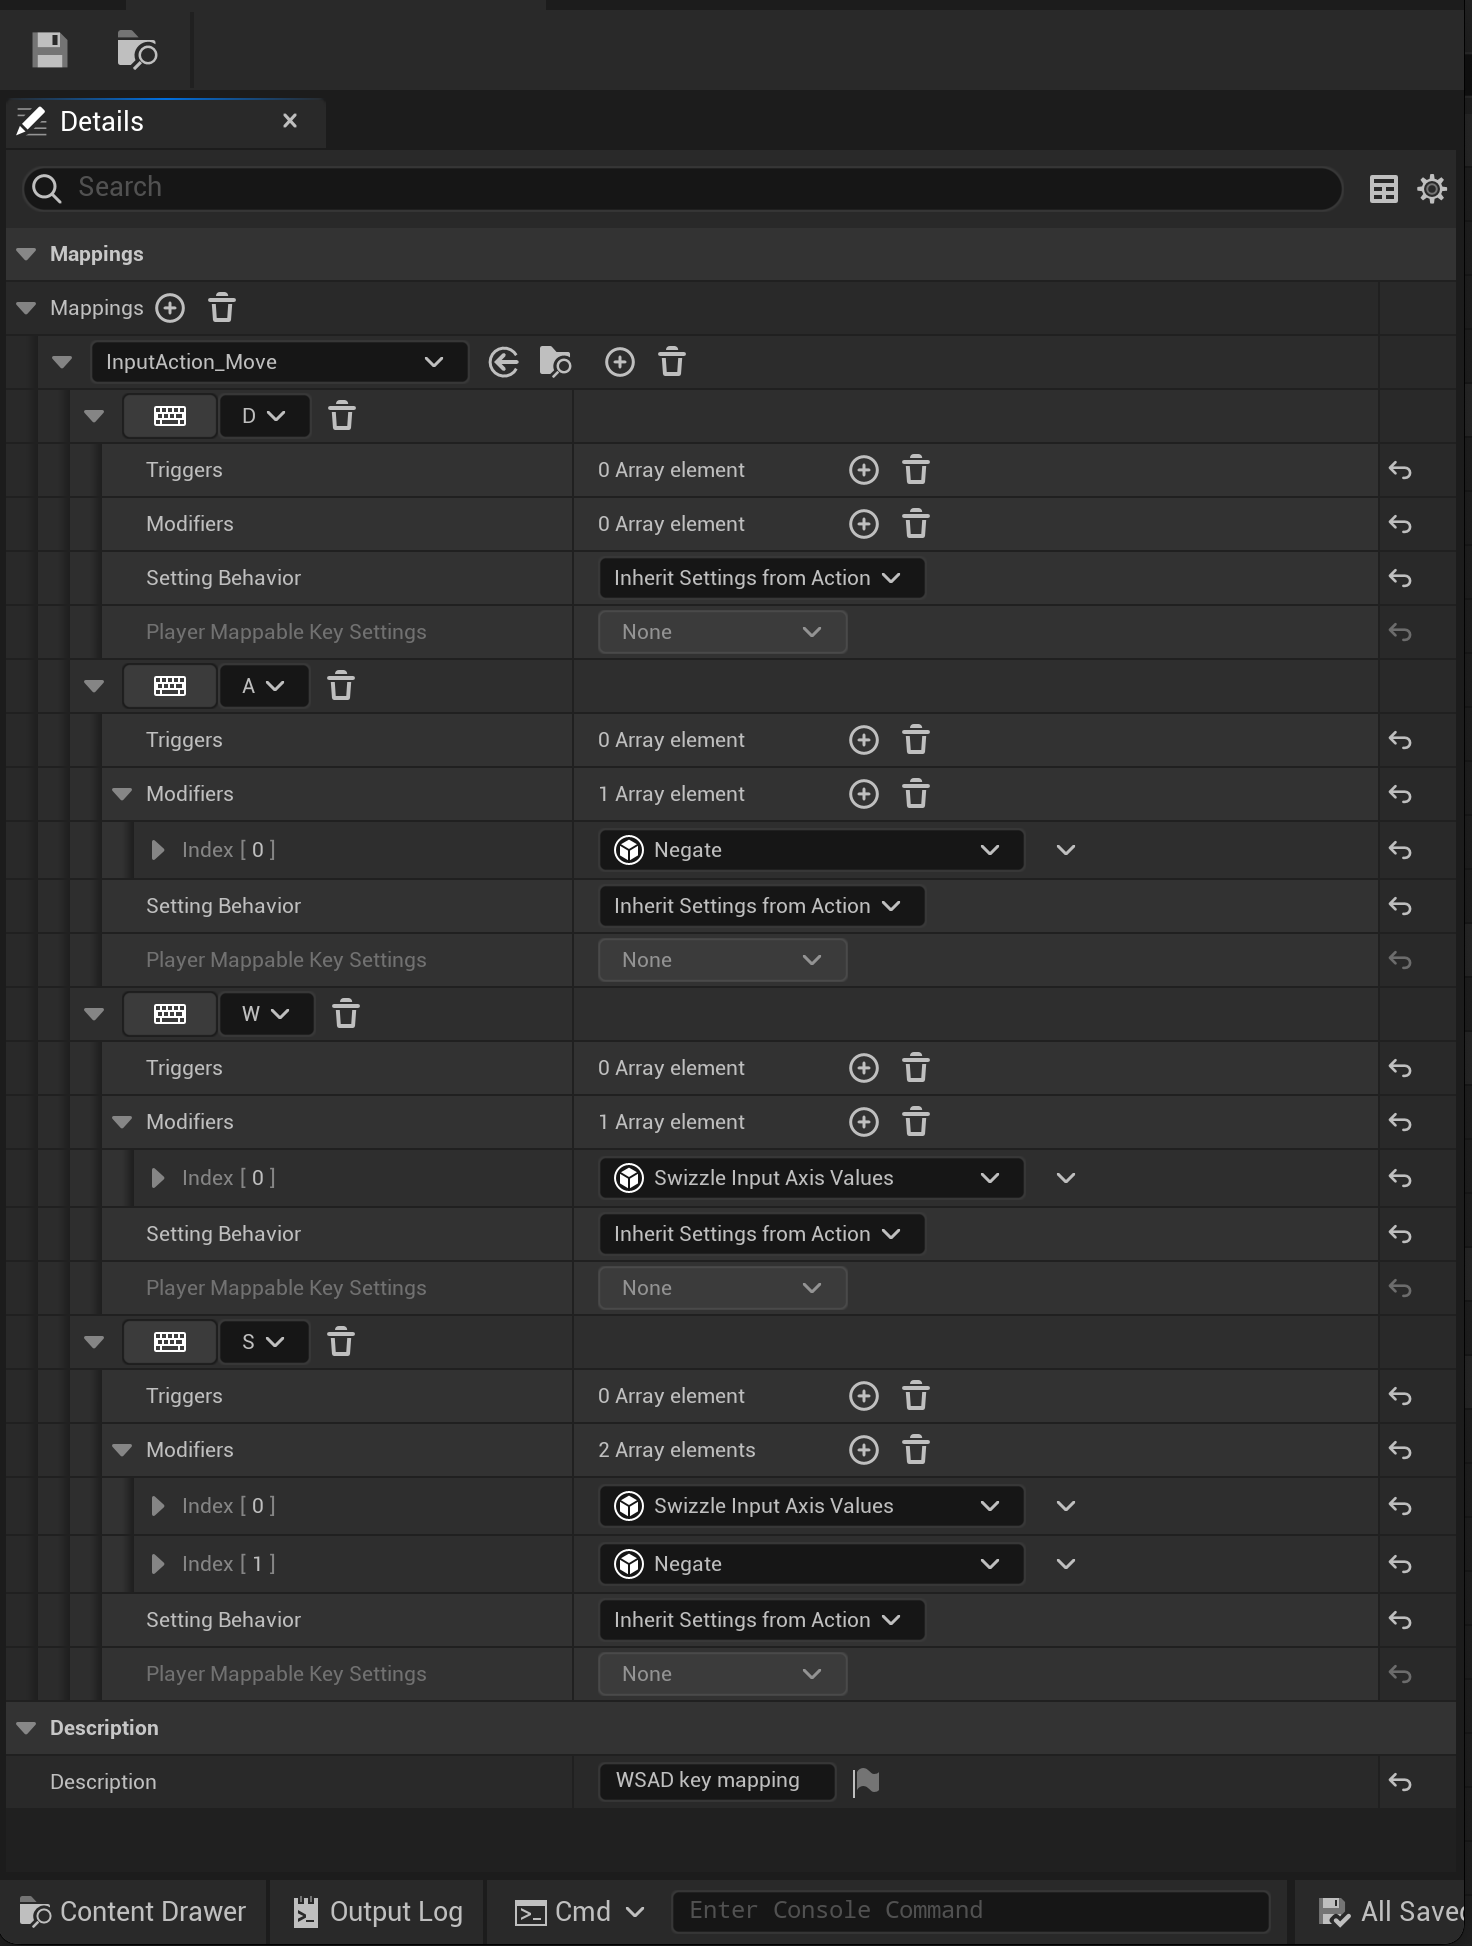 Details
Search
Mappings
Mappings
InputAction_Move
D
Triggers 0 Array element
Modifiers 0 Array element
Setting Behavior Inherit Settings from Action
Player Mappable Key Settings None
A
Triggers 0 Array element
Modifiers 1 Array element
Index [ 0 ] Negate
Setting Behavior Inherit Settings from Action
Player Mappable Key Settings None
W
Triggers 0 Array element
Modifiers 1 Array element
Index [ 0 ] Swizzle Input Axis Values
Setting Behavior Inherit Settings from Action
Player Mappable Key Settings None
S
Triggers 0 Array element
Modifiers 2 Array elements
Index [ 0 ] Swizzle Input Axis Values
Index [ 1 ] Negate
Setting Behavior Inherit Settings from Action
Player Mappable Key Settings None
Description
Description WSAD key mapping
Content Drawer Output Log Cmd Enter Console Command All Saved